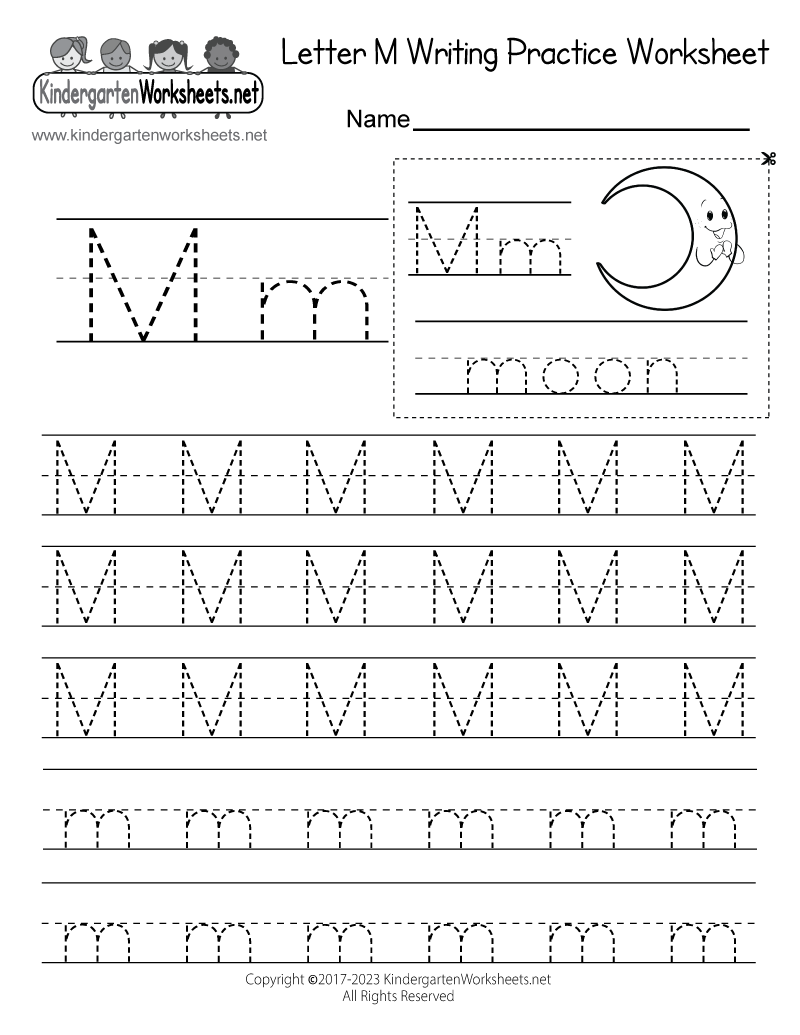 Letter M Writing Practice Worksheet
KindergartenWorksheets.net
www.kindergartenworksheets.net
Name
M m
M m
moon
M M M M M M
M M M M M M
M M M M M M
m m m m m m
m m m m m m
Copyright ©2017-2023 KindergartenWorksheets.net
All Rights Reserved